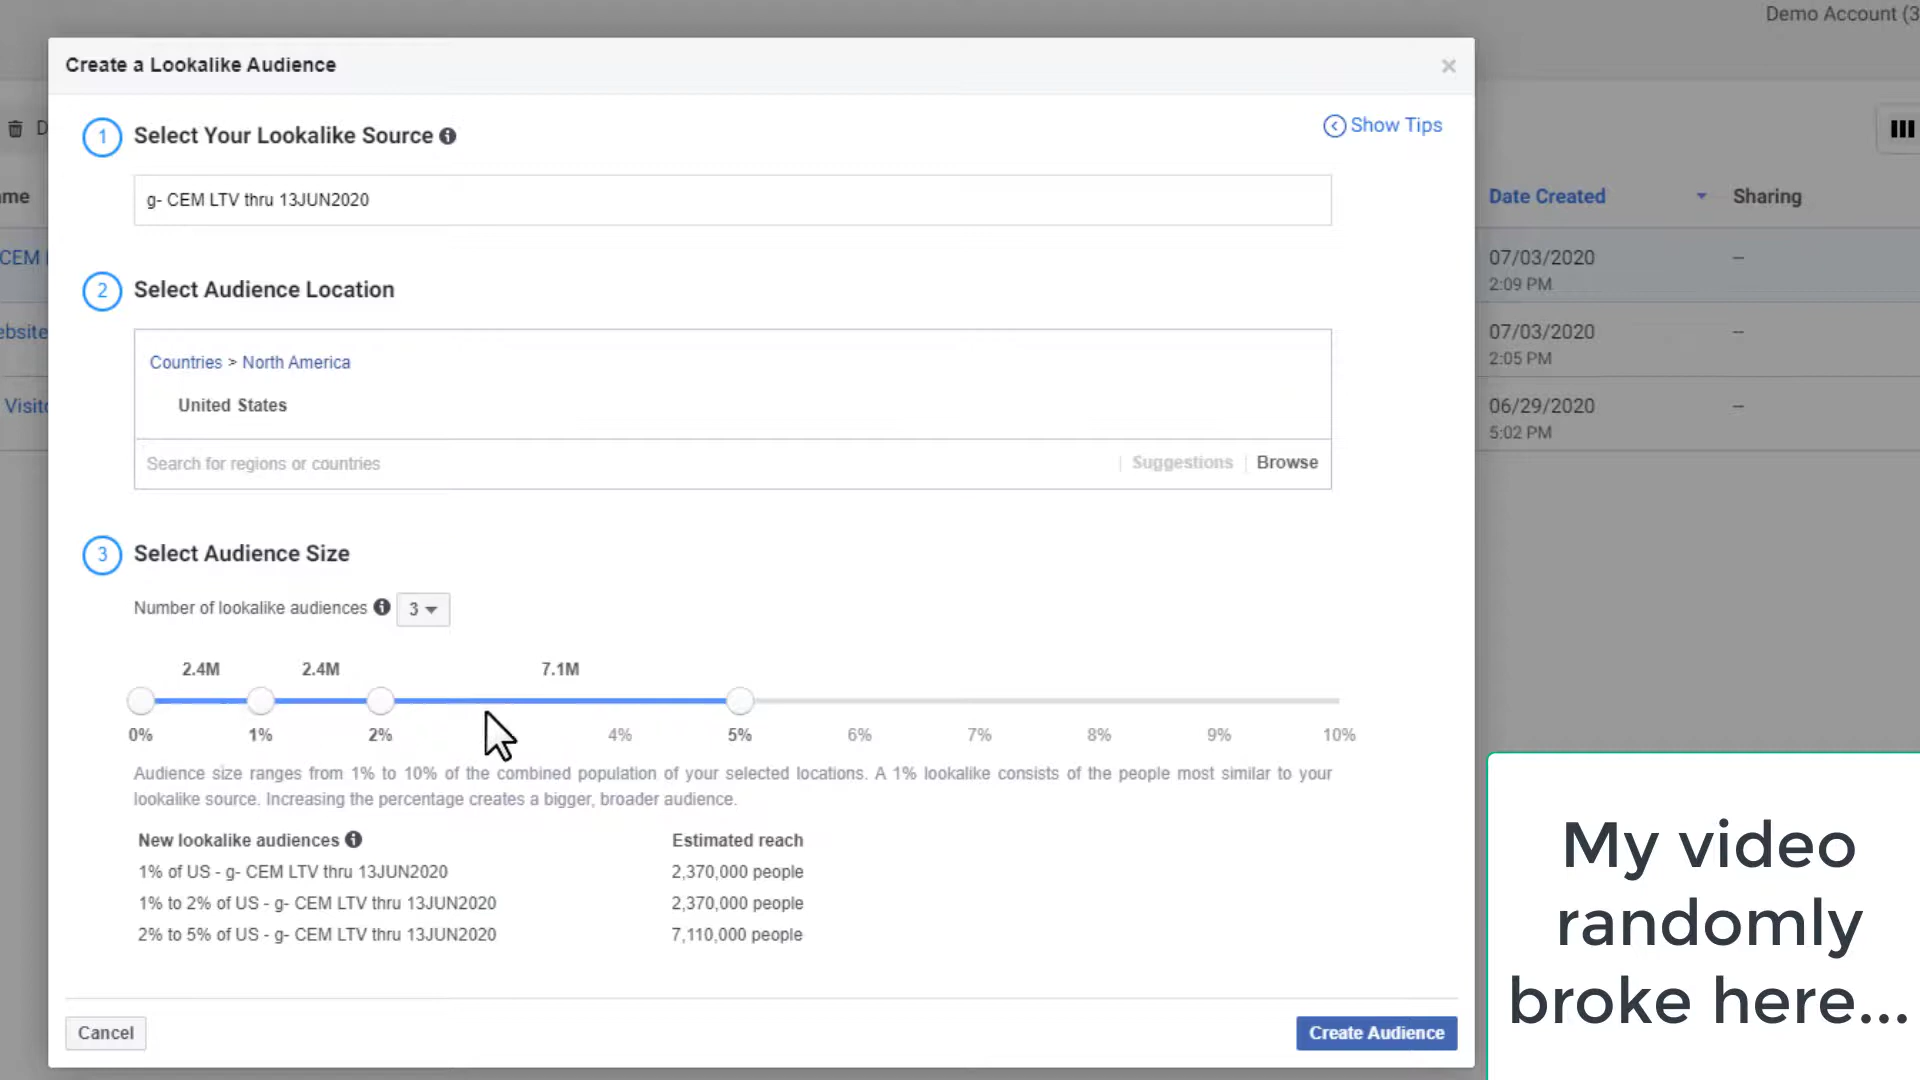 Demo Account (3
Create a Lookalike Audience
×
D
1
Select Your Lookalike Source
Show Tips
ame
Date Created
Sharing
g- CEM LTV thru 13JUN2020
CEM
07/03/2020
--
2:09 PM
2
Select Audience Location
ebsite
07/03/2020
--
2:05 PM
Countries > North America
United States
Visito
06/29/2020
--
5:02 PM
Search for regions or countries
Suggestions
Browse
3
Select Audience Size
Number of lookalike audiences
3
2.4M 2.4M 7.1M
0% 1% 2% 4% 5% 6% 7% 8% 9% 10%
Audience size ranges from 1% to 10% of the combined population of your selected locations. A 1% lookalike consists of the people most similar to your
lookalike source. Increasing the percentage creates a bigger, broader audience.
New lookalike audiences Estimated reach
1% of US - g- CEM LTV thru 13JUN2020 2,370,000 people
1% to 2% of US - g- CEM LTV thru 13JUN2020 2,370,000 people
2% to 5% of US - g- CEM LTV thru 13JUN2020 7,110,000 people
Cancel
Create Audience
My video
randomly
broke here...